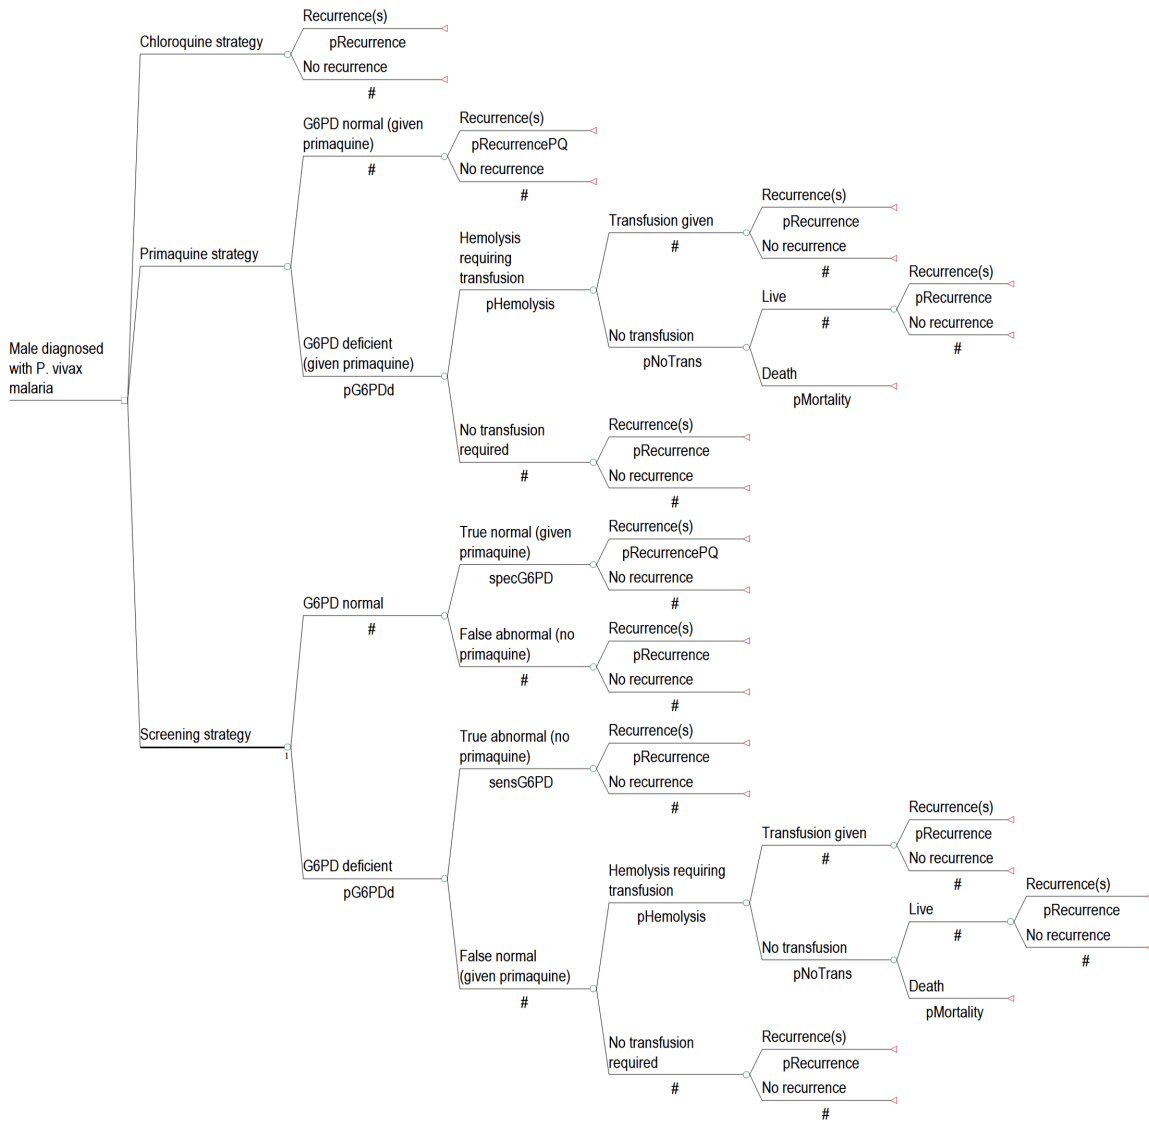 Recurrence(s)
Chloroquine strategy
pRecurrence
No recurrence
#
G6PD normal (given
primaquine)
#
Recurrence(s)
pRecurrencePQ
No recurrence
#
Primaquine strategy
Hemolysis
requiring
transfusion
pHemolysis
Transfusion given
#
Recurrence(s)
pRecurrence
No recurrence
#
Live
#
Recurrence(s)
pRecurrence
No recurrence
#
No transfusion
pNoTrans
Death
pMortality
Male diagnosed
with P. vivax
malaria
G6PD deficient
(given primaquine)
pG6PDd
No transfusion
required
#
Recurrence(s)
pRecurrence
No recurrence
#
True normal (given
primaquine)
specG6PD
Recurrence(s)
pRecurrencePQ
No recurrence
#
G6PD normal
#
False abnormal (no
primaquine)
#
Recurrence(s)
pRecurrence
No recurrence
#
Screening strategy
1
True abnormal (no
primaquine)
sensG6PD
Recurrence(s)
pRecurrence
No recurrence
#
G6PD deficient
pG6PDd
Hemolysis requiring
transfusion
pHemolysis
Transfusion given
#
Recurrence(s)
pRecurrence
No recurrence
#
Live
#
Recurrence(s)
pRecurrence
No recurrence
#
No transfusion
pNoTrans
Death
pMortality
False normal
(given primaquine)
#
No transfusion
required
#
Recurrence(s)
pRecurrence
No recurrence
#